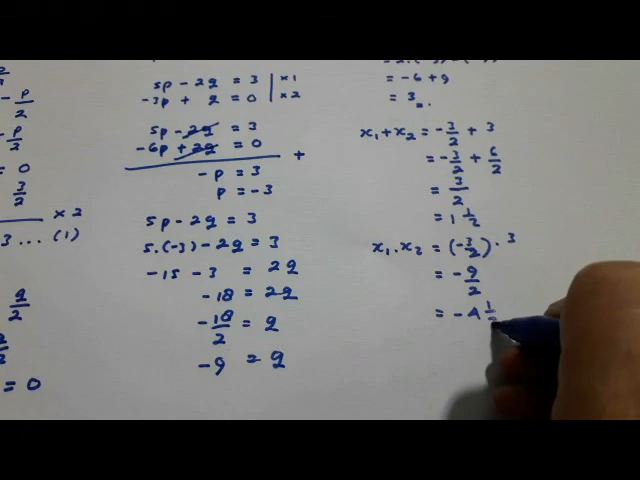 - p/2
= 0
3/2
× 2
3 ... (1)
q/2
= 0
5p - 2q = 3 | ×1
-3p + q = 0 | ×2
5p - 2q = 3
-6p + 2q = 0
+
-p = 3
p = -3
5p - 2q = 3
5.(-3) - 2q = 3
-15 - 3 = 2q
-18 = 2q
-18/2 = q
-9 = q
= -6 + 9
= 3
x₁ + x₂ = -3/2 + 3
= -3/2 + 6/2
= 3/2
= 1 1/2
x₁ . x₂ = (-3/2) . 3
= -9/2
= -4 1/